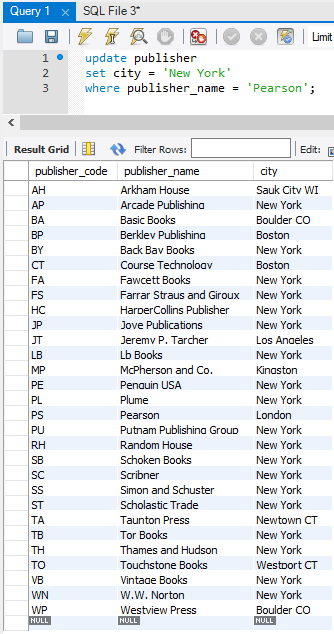 Query 1 SQL File 3*
Limit
1 update publisher
2 set city = 'New York'
3 where publisher_name = 'Pearson';
Result Grid Filter Rows: Edit:
publisher_code publisher_name city
AH Arkham House Sauk City WI
AP Arcade Publishing New York
BA Basic Books Boulder CO
BP Berkley Publishing Boston
BY Back Bay Books New York
CT Course Technology Boston
FA Fawcett Books New York
FS Farrar Straus and Giroux New York
HC HarperCollins Publisher New York
JP Jove Publications New York
JT Jeremy P. Tarcher Los Angeles
LB Lb Books New York
MP McPherson and Co. Kingston
PE Penguin USA New York
PL Plume New York
PS Pearson London
PU Putnam Publishing Group New York
RH Random House New York
SB Schoken Books New York
SC Scribner New York
SS Simon and Schuster New York
ST Scholastic Trade New York
TA Taunton Press Newtown CT
TB Tor Books New York
TH Thames and Hudson New York
TO Touchstone Books Westport CT
VB Vintage Books New York
WN W.W. Norton New York
WP Westview Press Boulder CO
NULL NULL NULL